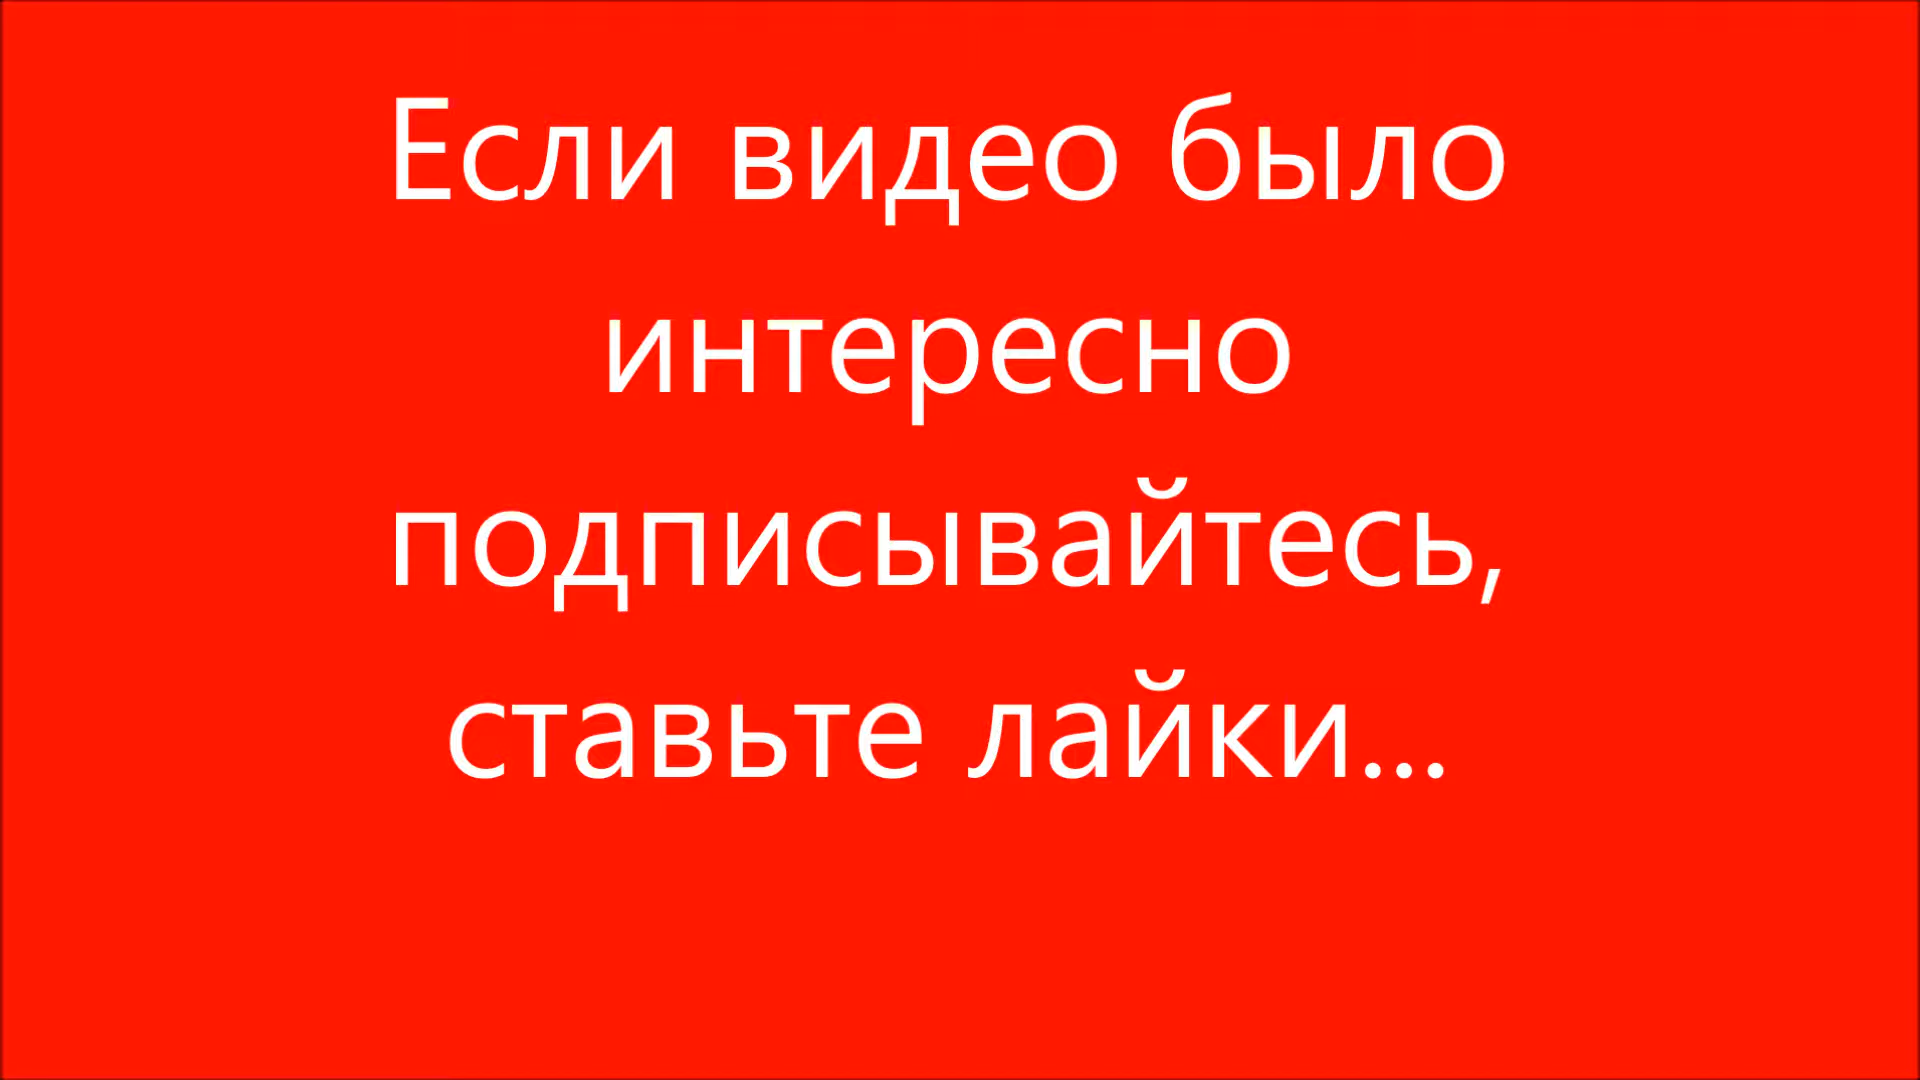 Если видео было
интересно
подписывайтесь,
ставьте лайки...